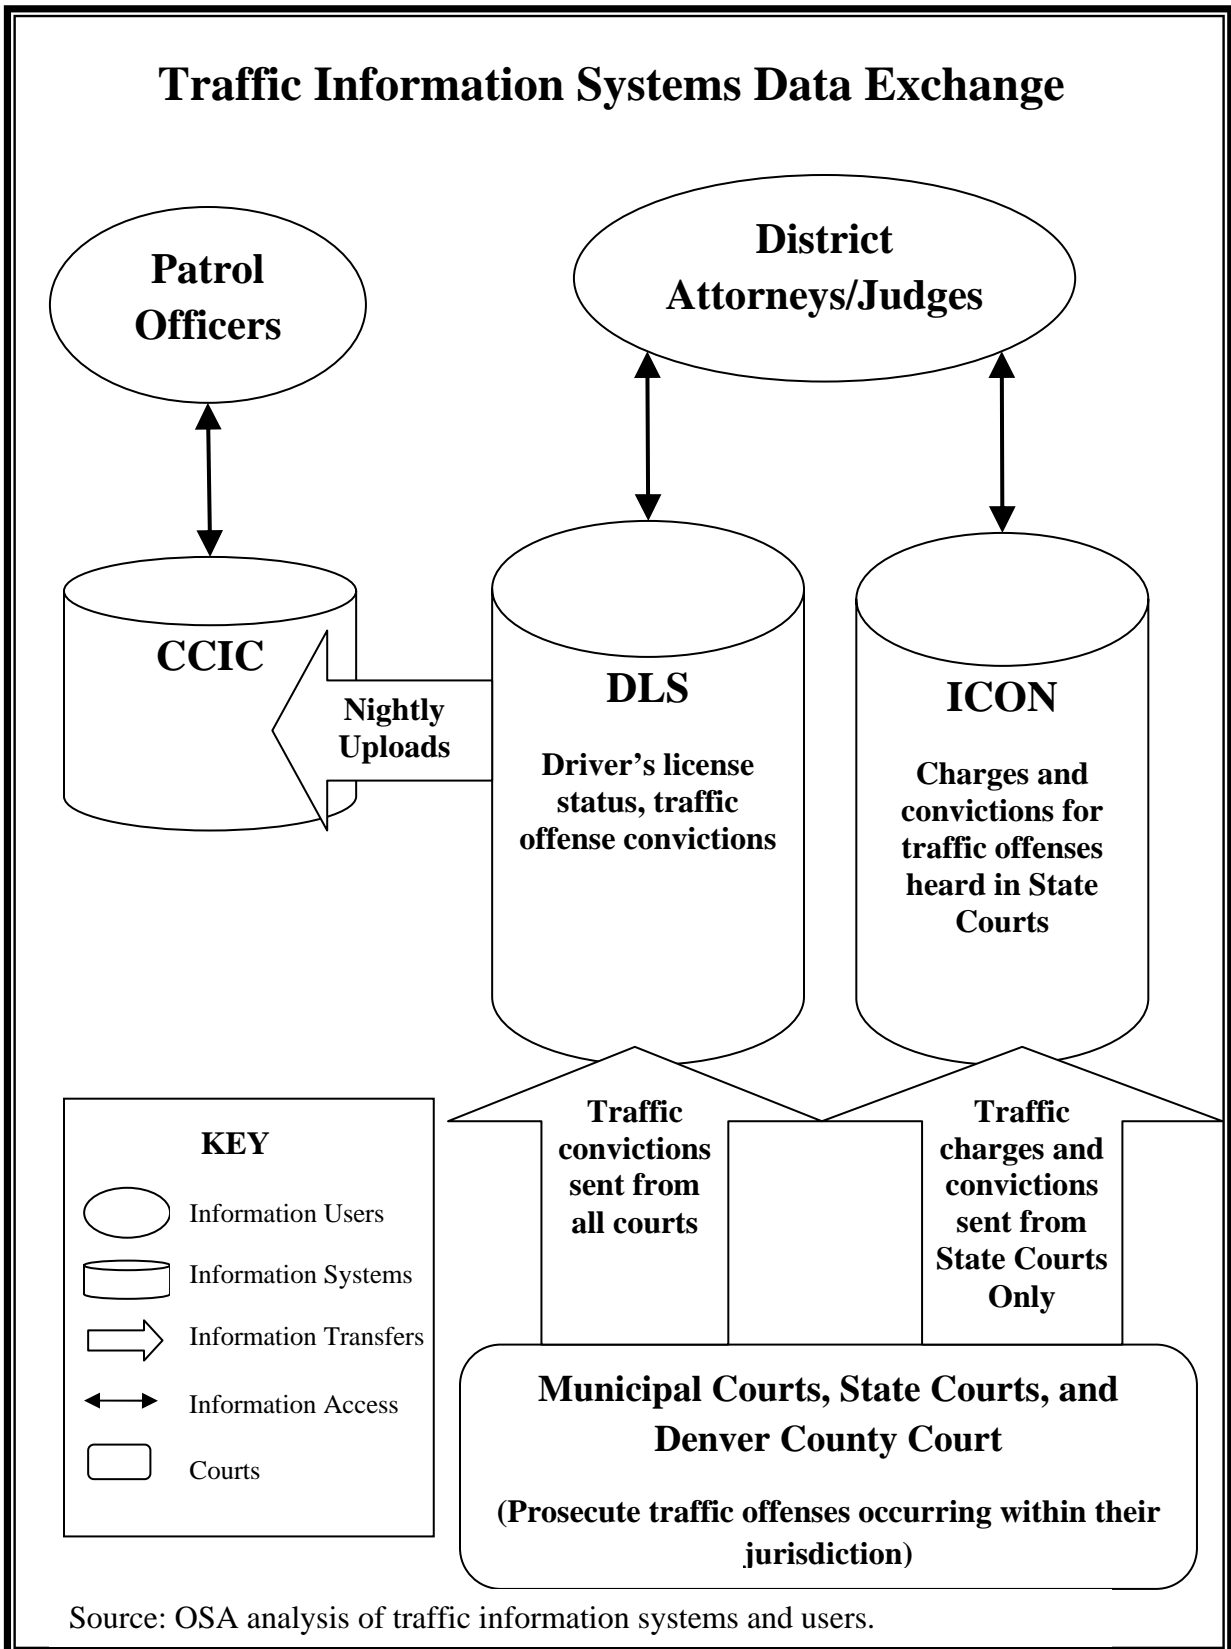 Traffic Information Systems Data Exchange
Patrol
Officers
District
Attorneys/Judges
CCIC
Nightly
Uploads
DLS
Driver’s license
status, traffic
offense convictions
ICON
Charges and
convictions for
traffic offenses
heard in State
Courts
Traffic
convictions
sent from
all courts
Traffic
charges and
convictions
sent from
State Courts
Only
KEY
Information Users
Information Systems
Information Transfers
Information Access
Courts
Municipal Courts, State Courts, and
Denver County Court
(Prosecute traffic offenses occurring within their
jurisdiction)
Source: OSA analysis of traffic information systems and users.